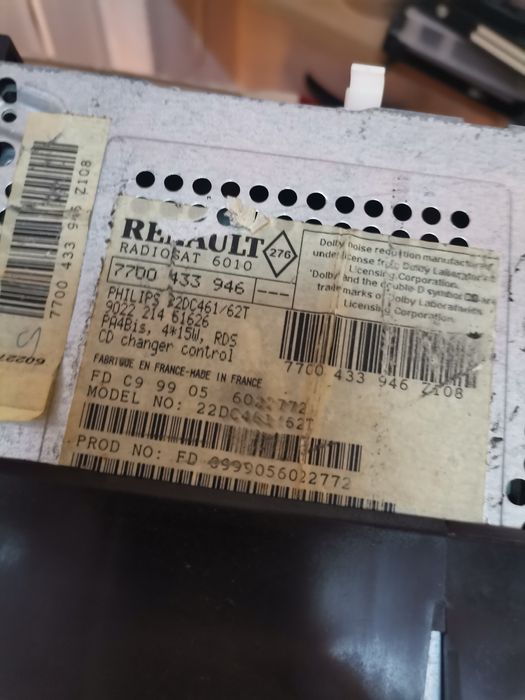 7700 433 946 Z108
RENAULT
276
RADIOSAT 6010
7700 433 946
---
PHILIPS 22DC461/62T
9022 214 61626
PA4Bis, 4*15W, RDS
CD changer control
FABRIQUE EN FRANCE-MADE IN FRANCE
FD C9 99 05 6022772
MODEL NO: 22DC461/62T
PROD NO: FD 0999056022772
Dolby noise reduction manufactured
under license from Dolby Laboratories
Licensing Corporation.
'Dolby' and the double D symbol are
trademarks of Dolby Laboratories
Licensing Corporation.
7700 433 946 Z108